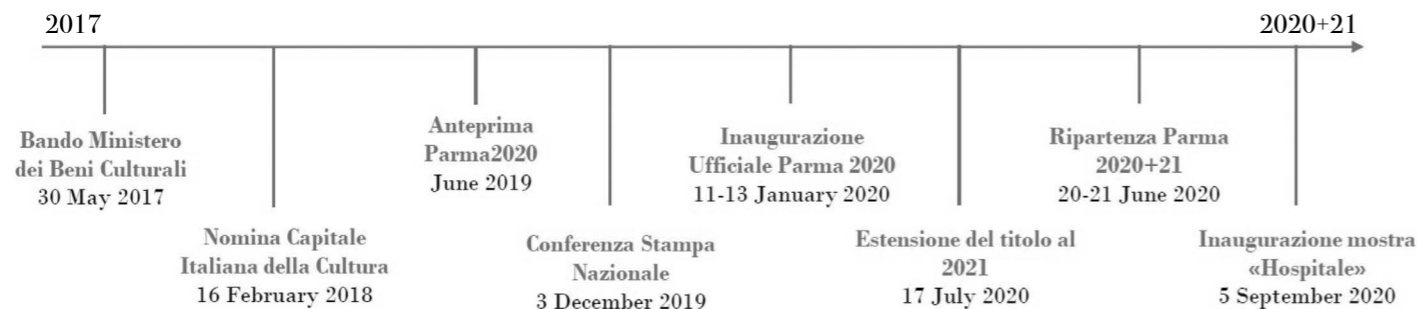 2017
2020+21
Bando Ministero
dei Beni Culturali
30 May 2017
Nomina Capitale
Italiana della Cultura
16 February 2018
Anteprima
Parma2020
June 2019
Conferenza Stampa
Nazionale
3 December 2019
Inaugurazione
Ufficiale Parma 2020
11-13 January 2020
Estensione del titolo al
2021
17 July 2020
Ripartenza Parma
2020+21
20-21 June 2020
Inaugurazione mostra
«Hospitale»
5 September 2020